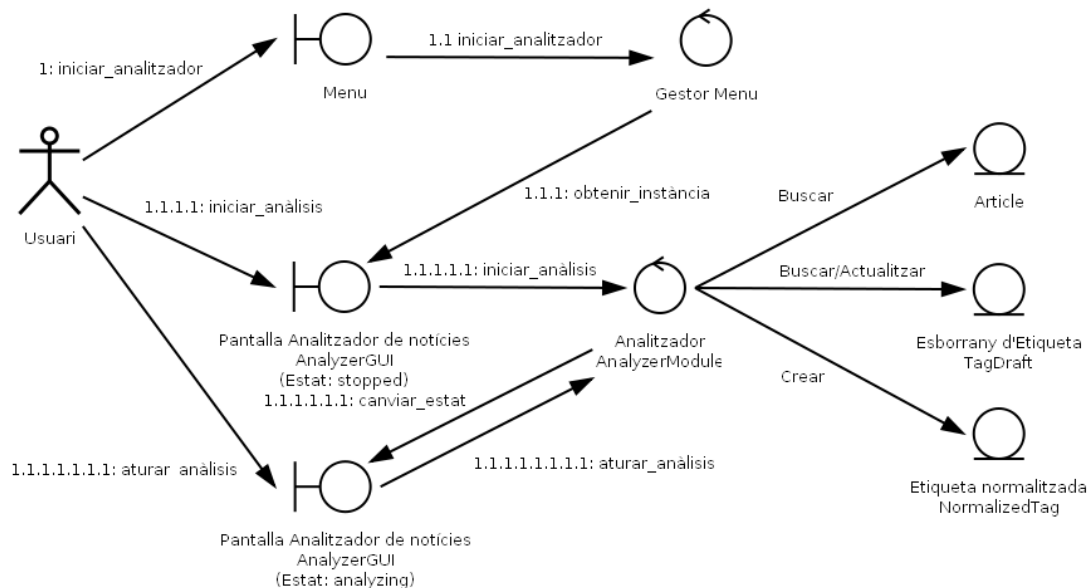 1.1 iniciar_analitzador
1: iniciar_analitzador
Menu
Gestor Menu
1.1.1: obtenir_instància
Buscar
1.1.1.1: iniciar_anàlisis
Article
Usuari
1.1.1.1.1: iniciar_anàlisis
Buscar/Actualitzar
Pantalla Analitzador de notícies
AnalyzerGUI
(Estat: stopped)
Analitzador
AnalyzerModule
Esborrany d'Etiqueta
TagDraft
Crear
1.1.1.1.1.1: canviar_estat
1.1.1.1.1.1.1: aturar_anàlisis
1.1.1.1.1.1.1.1: aturar_anàlisis
Etiqueta normalitzada
NormalizedTag
Pantalla Analitzador de notícies
AnalyzerGUI
(Estat: analyzing)